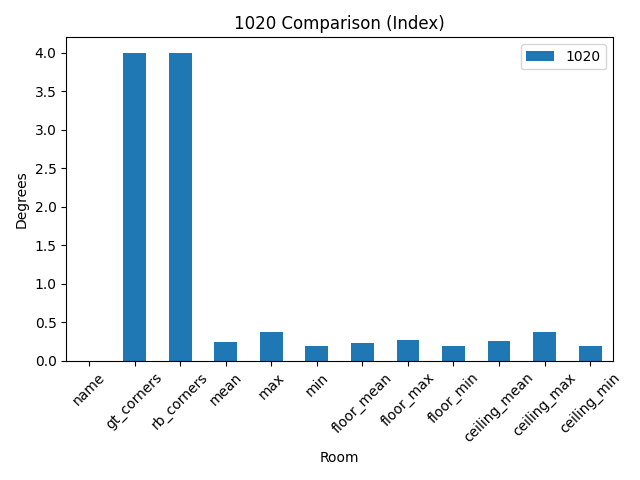 1020 Comparison (Index)
1020
Degrees
4.0
3.5
3.0
2.5
2.0
1.5
1.0
0.5
0.0
name
gt_corners
rb_corners
mean
max
min
floor_mean
floor_max
floor_min
ceiling_mean
ceiling_max
ceiling_min
Room